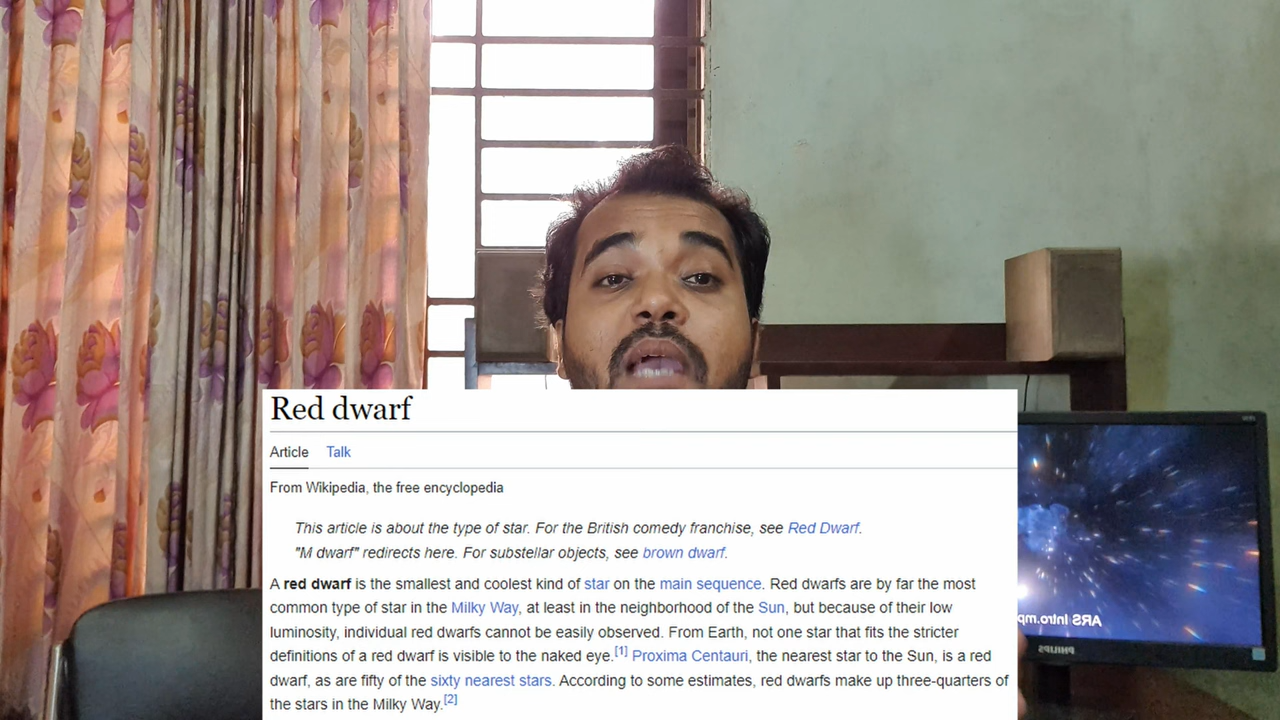 Red dwarf
Article Talk
From Wikipedia, the free encyclopedia
This article is about the type of star. For the British comedy franchise, see Red Dwarf.
"M dwarf" redirects here. For substellar objects, see brown dwarf.
A red dwarf is the smallest and coolest kind of star on the main sequence. Red dwarfs are by far the most
common type of star in the Milky Way, at least in the neighborhood of the Sun, but because of their low
luminosity, individual red dwarfs cannot be easily observed. From Earth, not one star that fits the stricter
definitions of a red dwarf is visible to the naked eye.[1] Proxima Centauri, the nearest star to the Sun, is a red
dwarf, as are fifty of the sixty nearest stars. According to some estimates, red dwarfs make up three-quarters of
the stars in the Milky Way.[2]
ARS Intro.mp
PHILIPS